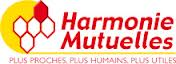 Harmonie
Mutuelles
PLUS PROCHES, PLUS HUMAINS, PLUS UTILES